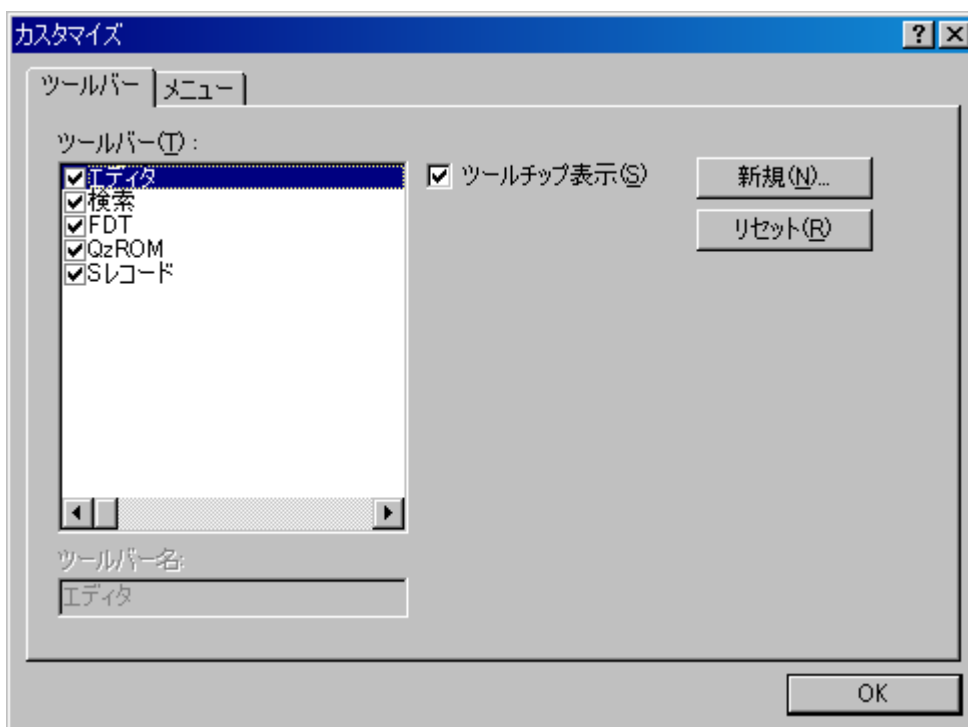 カスタマイズ
ツールバー メニュー
ツールバー(T) :
エディタ
検索
FDT
QzROM
Sレコード
ツールチップ表示(S)
新規(N)...
リセット(R)
ツールバー名:
エディタ
OK